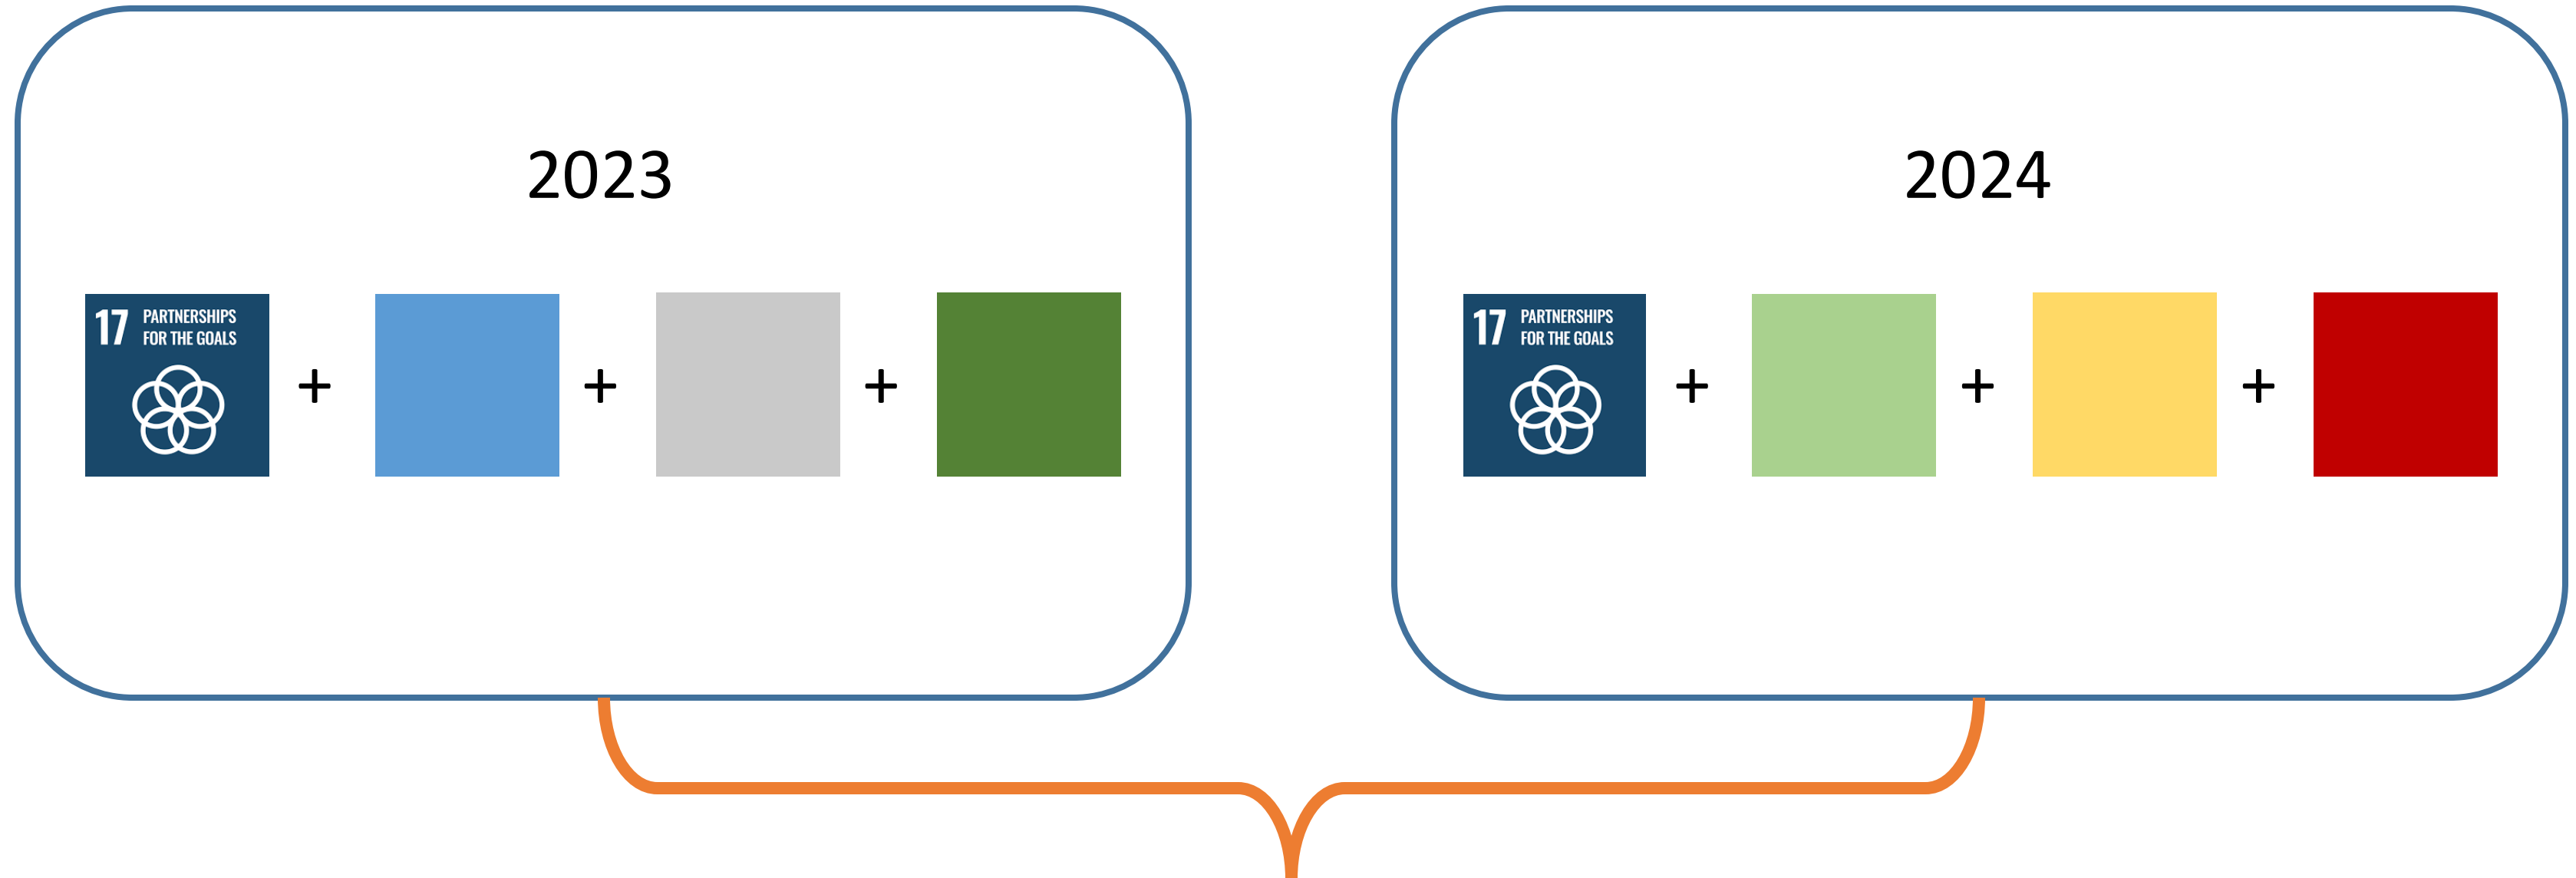 2023
17 PARTNERSHIPS
FOR THE GOALS
+ + +
2024
17 PARTNERSHIPS
FOR THE GOALS
+ + +